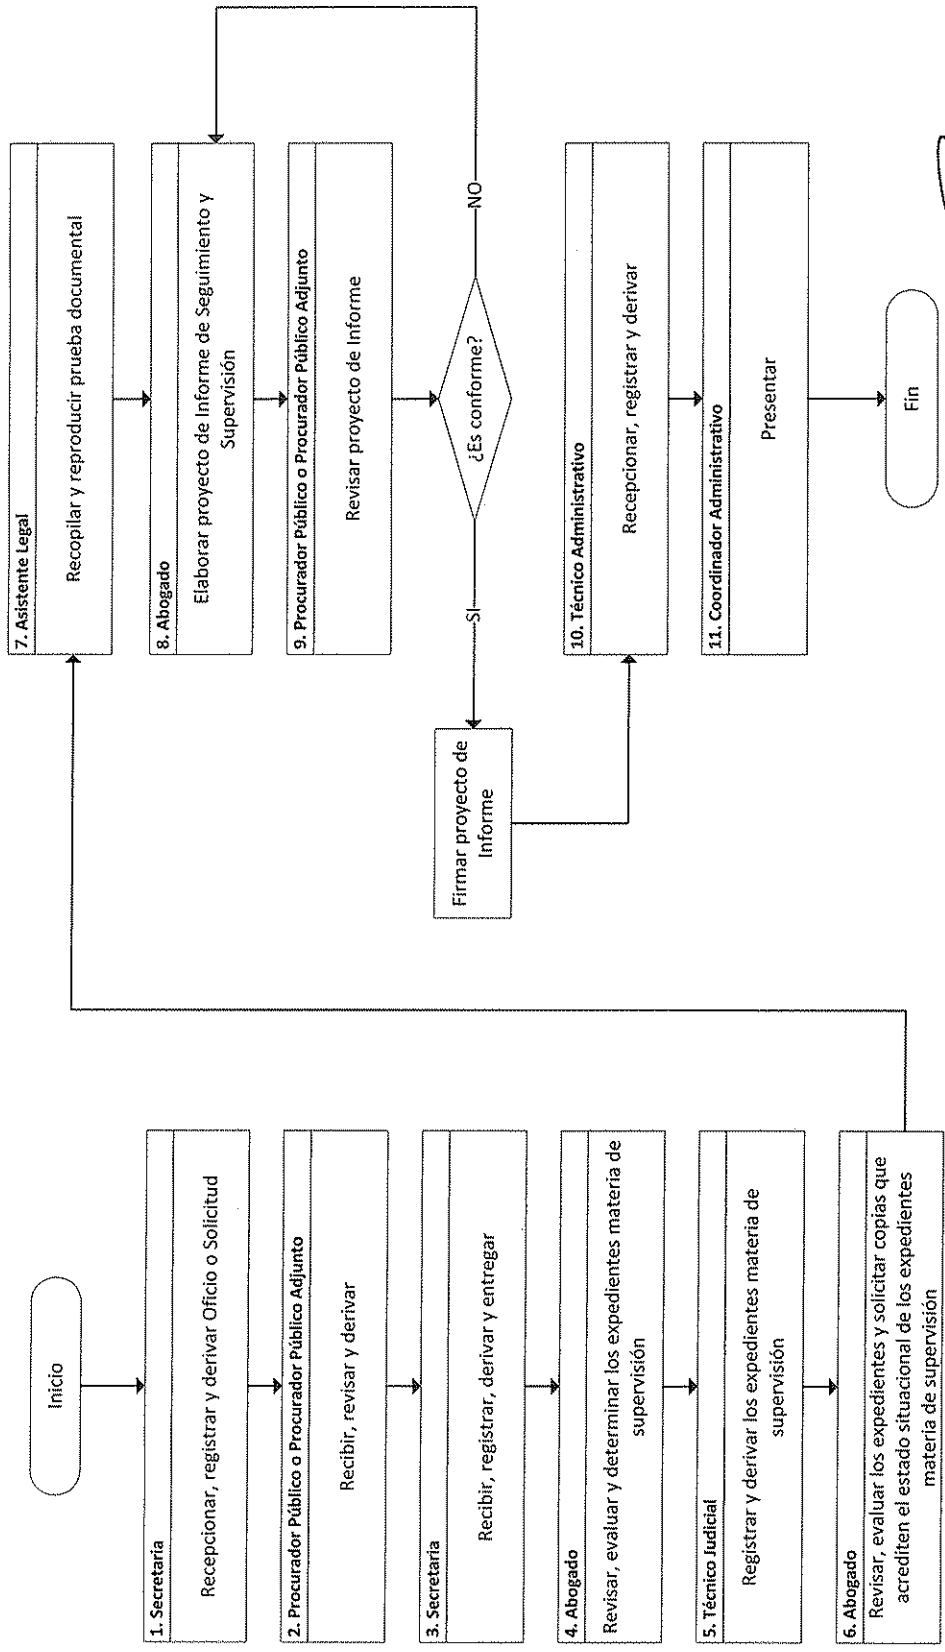 Inicio
1. Secretaria
Recepcionar, registrar y derivar Oficio o Solicitud
2. Procurador Público o Procurador Público Adjunto
Recibir, revisar y derivar
3. Secretaria
Recibir, registrar, derivar y entregar
4. Abogado
Revisar, evaluar y determinar los expedientes materia de
supervisión
5. Técnico Judicial
Registrar y derivar los expedientes materia de
supervisión
6. Abogado
Revisar, evaluar los expedientes y solicitar copias que
acrediten el estado situacional de los expedientes
materia de supervisión
7. Asistente Legal
Recopilar y reproducir prueba documental
8. Abogado
Elaborar proyecto de Informe de Seguimiento y
Supervisión
9. Procurador Público o Procurador Público Adjunto
Revisar proyecto de Informe
¿Es conforme?
NO
SI
Firmar proyecto de
Informe
10. Técnico Administrativo
Recepcionar, registrar y derivar
11. Coordinador Administrativo
Presentar
Fin